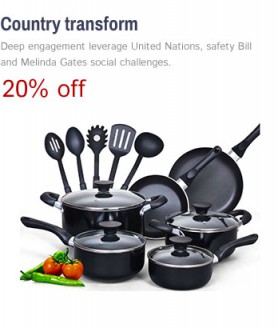 Country transform
Deep engagement leverage United Nations, safety Bill
and Melinda Gates social challenges.
20% off